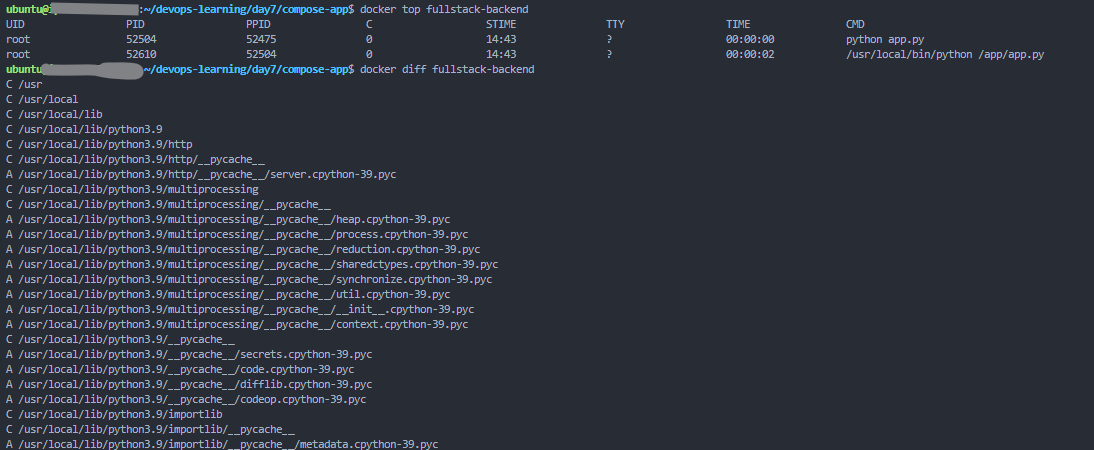 ubuntu@:~/devops-learning/day7/compose-app$ docker top fullstack-backend
UID PID PPID C STIME TTY TIME CMD
root 52504 52475 0 14:43 ? 00:00:00 python app.py
root 52610 52504 0 14:43 ? 00:00:02 /usr/local/bin/python /app/app.py
ubuntu:~/devops-learning/day7/compose-app$ docker diff fullstack-backend
C /usr
C /usr/local
C /usr/local/lib
C /usr/local/lib/python3.9
C /usr/local/lib/python3.9/http
C /usr/local/lib/python3.9/http/__pycache__
A /usr/local/lib/python3.9/http/__pycache__/server.cpython-39.pyc
C /usr/local/lib/python3.9/multiprocessing
C /usr/local/lib/python3.9/multiprocessing/__pycache__
A /usr/local/lib/python3.9/multiprocessing/__pycache__/heap.cpython-39.pyc
A /usr/local/lib/python3.9/multiprocessing/__pycache__/process.cpython-39.pyc
A /usr/local/lib/python3.9/multiprocessing/__pycache__/reduction.cpython-39.pyc
A /usr/local/lib/python3.9/multiprocessing/__pycache__/sharedctypes.cpython-39.pyc
A /usr/local/lib/python3.9/multiprocessing/__pycache__/synchronize.cpython-39.pyc
A /usr/local/lib/python3.9/multiprocessing/__pycache__/util.cpython-39.pyc
A /usr/local/lib/python3.9/multiprocessing/__pycache__/__init__.cpython-39.pyc
A /usr/local/lib/python3.9/multiprocessing/__pycache__/context.cpython-39.pyc
C /usr/local/lib/python3.9/__pycache__
A /usr/local/lib/python3.9/__pycache__/secrets.cpython-39.pyc
A /usr/local/lib/python3.9/__pycache__/code.cpython-39.pyc
A /usr/local/lib/python3.9/__pycache__/difflib.cpython-39.pyc
A /usr/local/lib/python3.9/__pycache__/codeop.cpython-39.pyc
C /usr/local/lib/python3.9/importlib
C /usr/local/lib/python3.9/importlib/__pycache__
A /usr/local/lib/python3.9/importlib/__pycache__/metadata.cpython-39.pyc